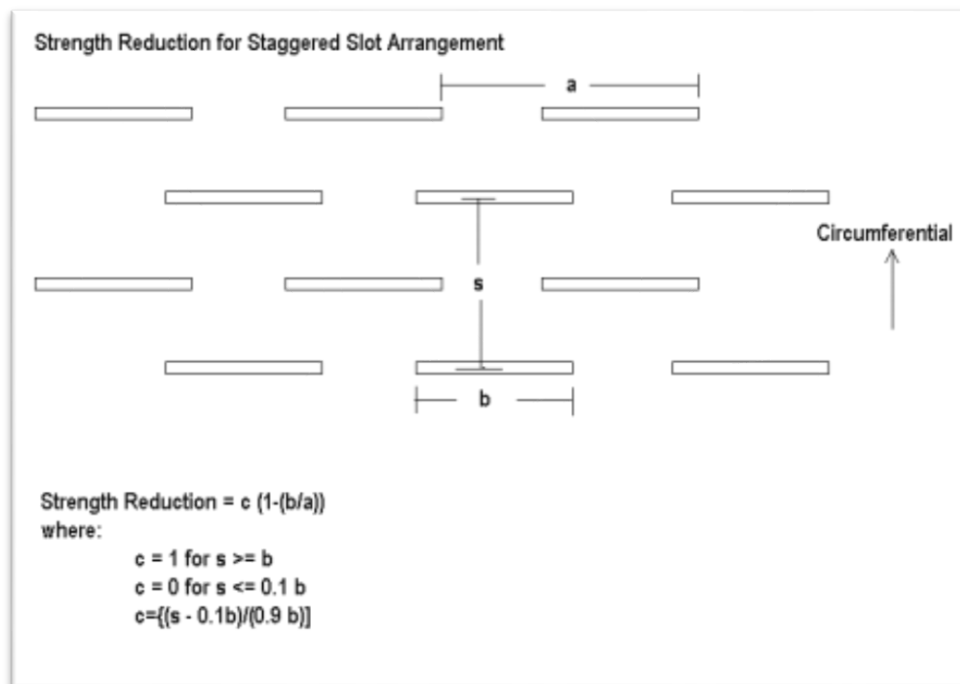 Strength Reduction for Staggered Slot Arrangement
a
Circumferential
s
b
Strength Reduction = c (1-(b/a))
where:
c = 1 for s >= b
c = 0 for s <= 0.1 b
c={(s - 0.1b)/(0.9 b)]